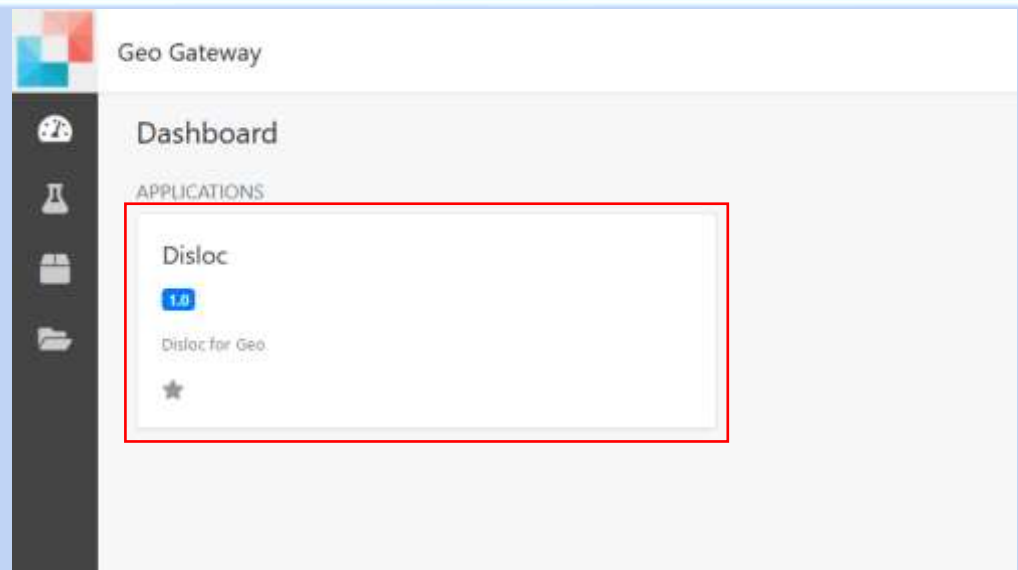 Geo Gateway
Dashboard
APPLICATIONS
Disloc
1.0
Disloc for Geo